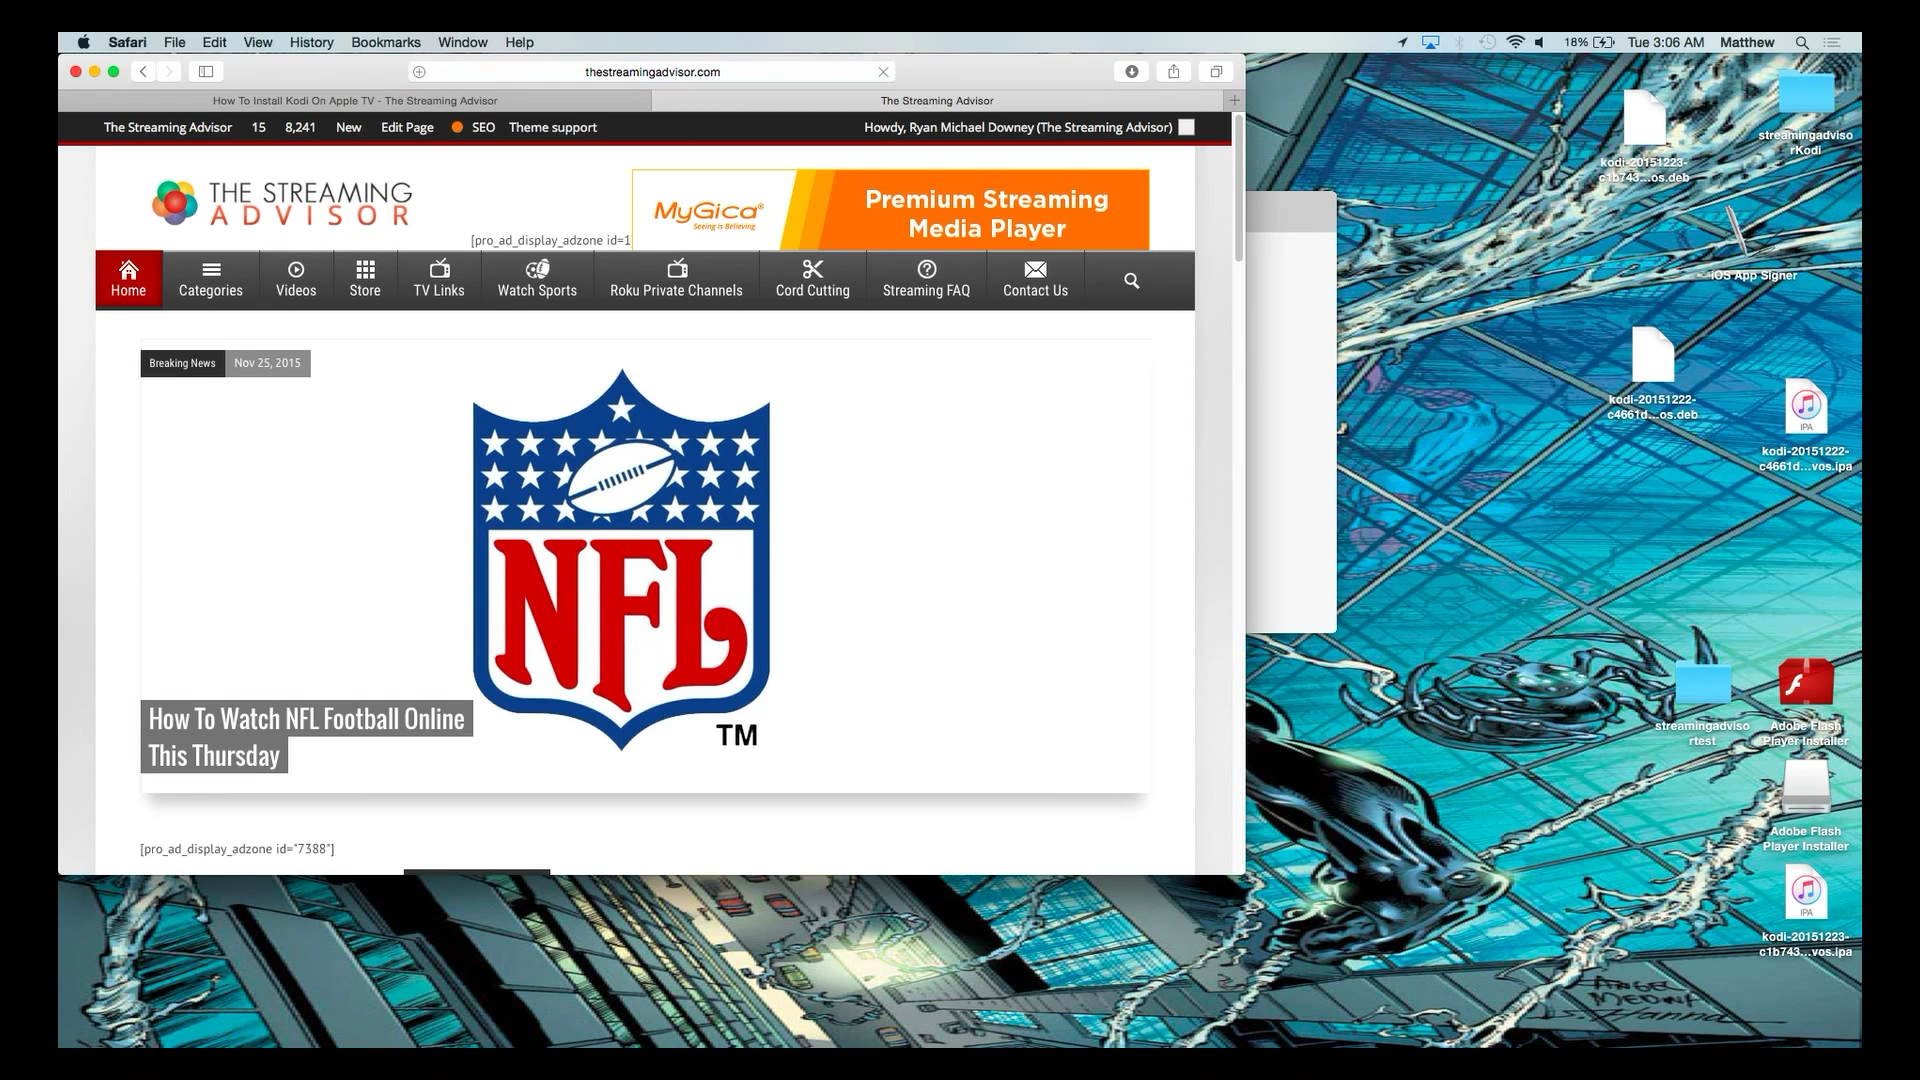 Safari File Edit View History Bookmarks Window Help
18% Tue 3:06 AM Matthew
thestreamingadvisor.com
How To Install Kodi On Apple TV - The Streaming Advisor
The Streaming Advisor
The Streaming Advisor 15 8,241 New Edit Page SEO Theme support
Howdy, Ryan Michael Downey (The Streaming Advisor)
THE STREAMING
ADVISOR
[pro_ad_display_adzone id=1
MyGica®
Seeing is Believing
Premium Streaming
Media Player
Home Categories Videos Store TV Links Watch Sports Roku Private Channels Cord Cutting Streaming FAQ Contact Us
Breaking News Nov 25, 2015
NFL
TM
How To Watch NFL Football Online
This Thursday
[pro_ad_display_adzone id="7388"]
kodi-20151223-
c1b743...os.deb
streamingadviso
rKodi
iOS App Signer
kodi-20151222-
c4661d...os.deb
IPA
kodi-20151222-
c4661d...vos.ipa
streamingadviso
rtest
Adobe Flash
Player Installer
Adobe Flash
Player Installer
IPA
kodi-20151223-
c1b743...vos.ipa